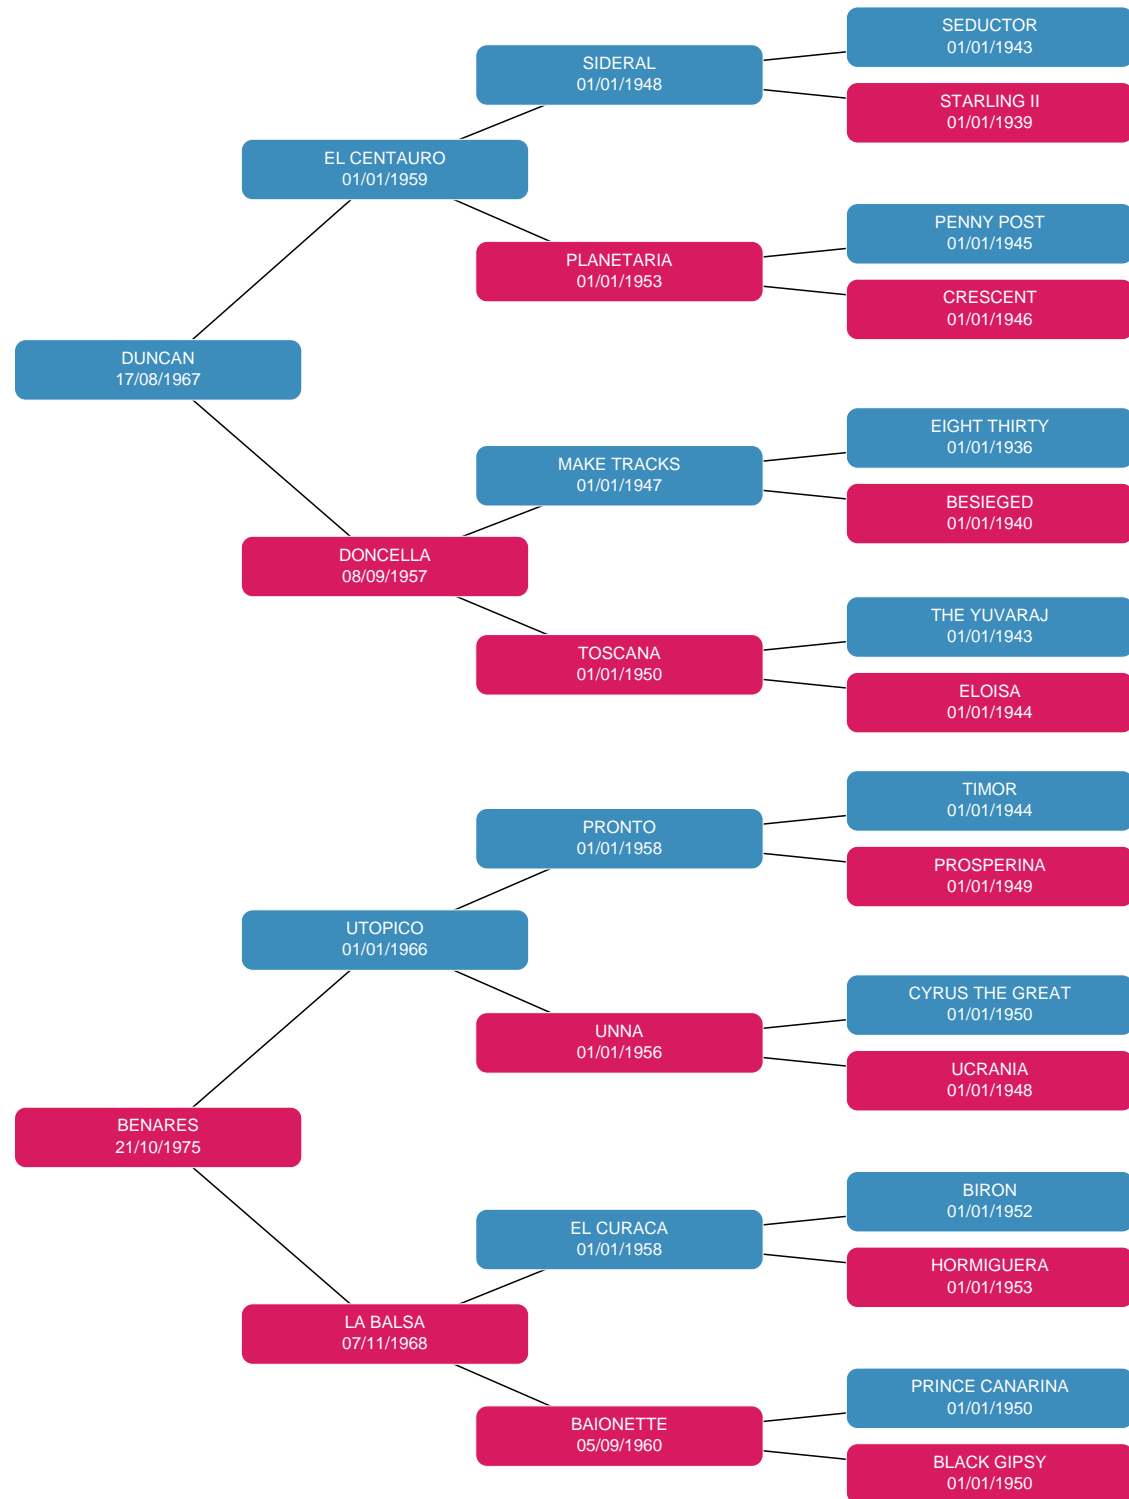 SEDUCTOR
01/01/1943
SIDERAL
01/01/1948
STARLING II
01/01/1939
EL CENTAURO
01/01/1959
PENNY POST
01/01/1945
PLANETARIA
01/01/1953
CRESCENT
01/01/1946
DUNCAN
17/08/1967
EIGHT THIRTY
01/01/1936
MAKE TRACKS
01/01/1947
BESIEGED
01/01/1940
DONCELLA
08/09/1957
THE YUVARAJ
01/01/1943
TOSCANA
01/01/1950
ELOISA
01/01/1944
TIMOR
01/01/1944
PRONTO
01/01/1958
PROSPERINA
01/01/1949
UTOPICO
01/01/1966
CYRUS THE GREAT
01/01/1950
UNNA
01/01/1956
UCRANIA
01/01/1948
BENARES
21/10/1975
BIRON
01/01/1952
EL CURACA
01/01/1958
HORMIGUERA
01/01/1953
LA BALSA
07/11/1968
PRINCE CANARINA
01/01/1950
BAIONETTE
05/09/1960
BLACK GIPSY
01/01/1950